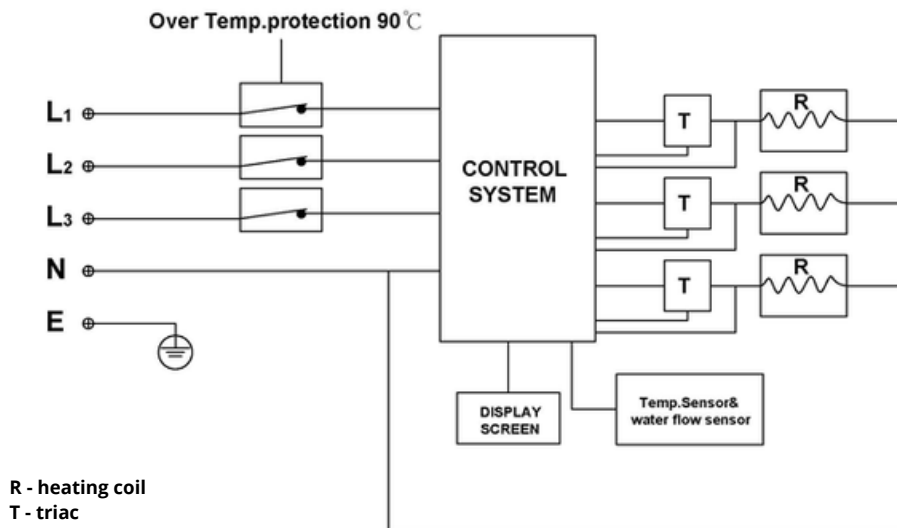 Over Temp.protection 90℃
L1
L2
L3
N
E
CONTROL
SYSTEM
T
R
T
R
T
R
DISPLAY
SCREEN
Temp.Sensor&
water flow sensor
R - heating coil
T - triac